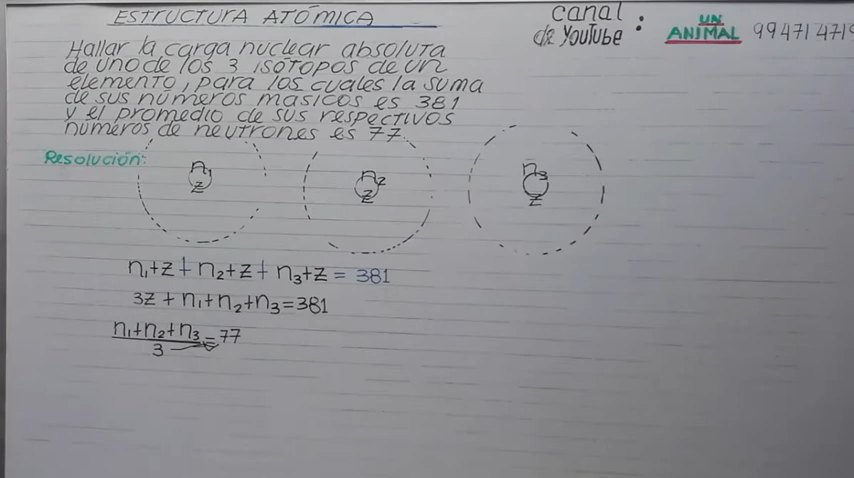 ESTRUCTURA ATÓMICA
canal de YouTube :
UN ANIMAL 994714719
Hallar la carga nuclear absoluta
de uno de los 3 isótopos de un
elemento, para los cuales la suma
de sus números másicos es 381
y el promedio de sus respectivos
números de neutrones es 77.
Resolución:
n₁ n₂ n₃
z z z
n₁+z+n₂+z+n₃+z = 381
3z + n₁+n₂+n₃=381
n₁+n₂+n₃ = 77
3